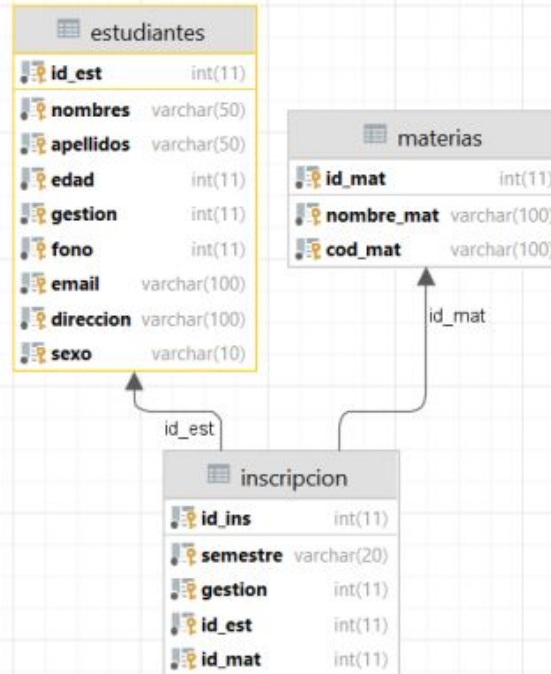 estudiantes
id_est int(11)
nombres varchar(50)
apellidos varchar(50)
edad int(11)
gestion int(11)
fono int(11)
email varchar(100)
direccion varchar(100)
sexo varchar(10)
materias
id_mat int(11)
nombre_mat varchar(100)
cod_mat varchar(100)
id_mat
id_est
inscripcion
id_ins int(11)
semestre varchar(20)
gestion int(11)
id_est int(11)
id_mat int(11)